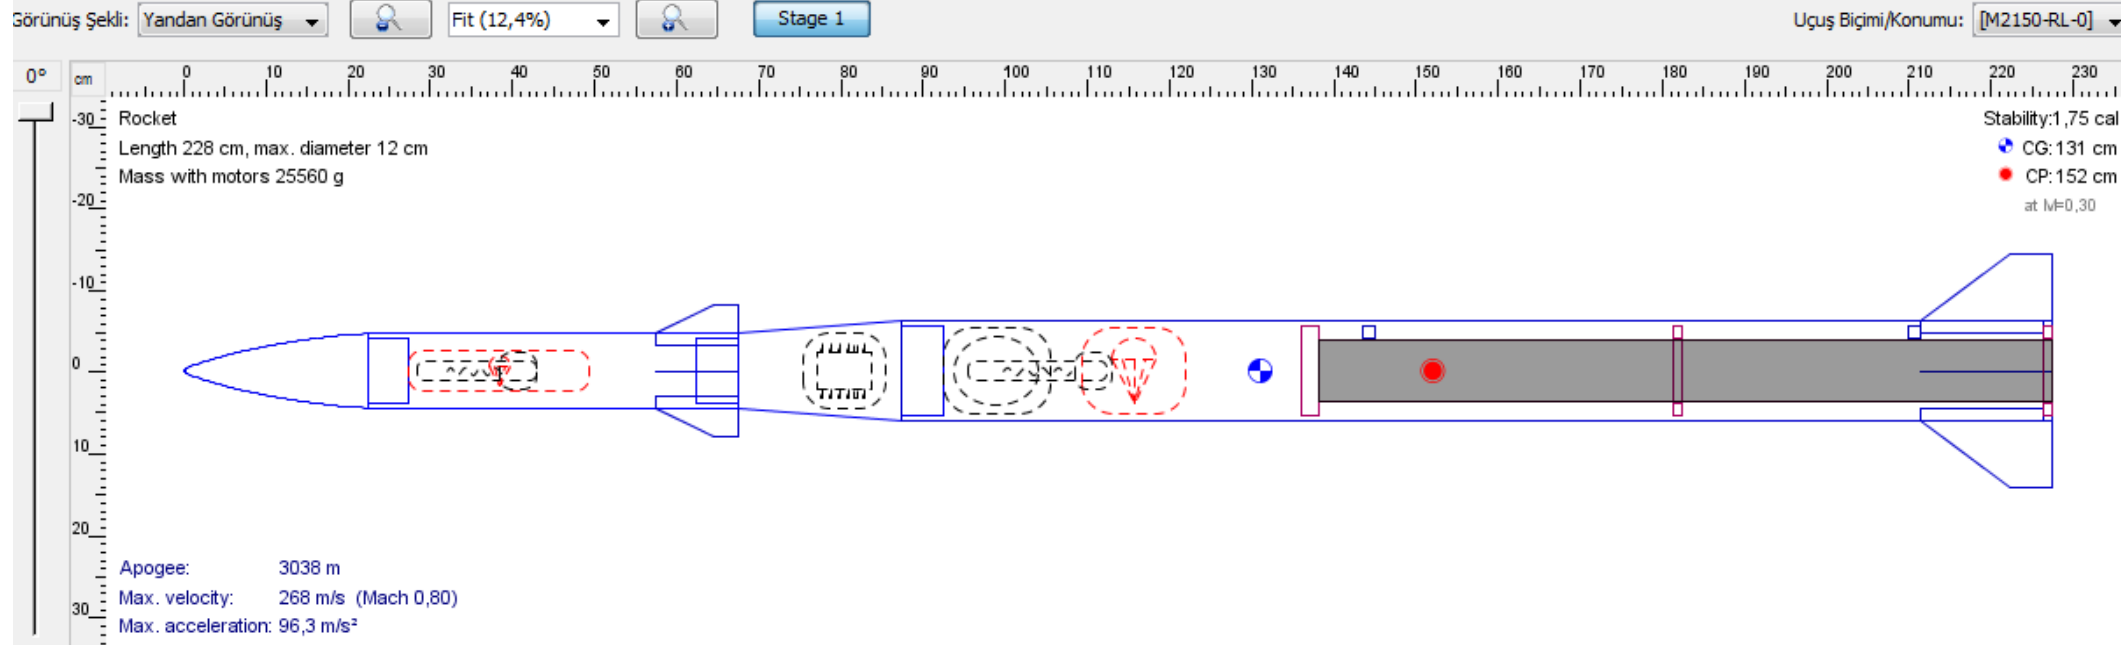 Görünüş Şekli: Yandan Görünüş Fit (12,4%) Stage 1 Uçuş Biçimi/Konumu: [M2150-RL-0]
0° cm 0 10 20 30 40 50 60 70 80 90 100 110 120 130 140 150 160 170 180 190 200 210 220 230
-30 Rocket Stability:1,75 cal
Length 228 cm, max. diameter 12 cm CG:131 cm
Mass with motors 25560 g CP:152 cm
-20 at M=0,30
-10
0
10
20
Apogee: 3038 m
Max. velocity: 268 m/s (Mach 0,80)
30
Max. acceleration: 96,3 m/s²